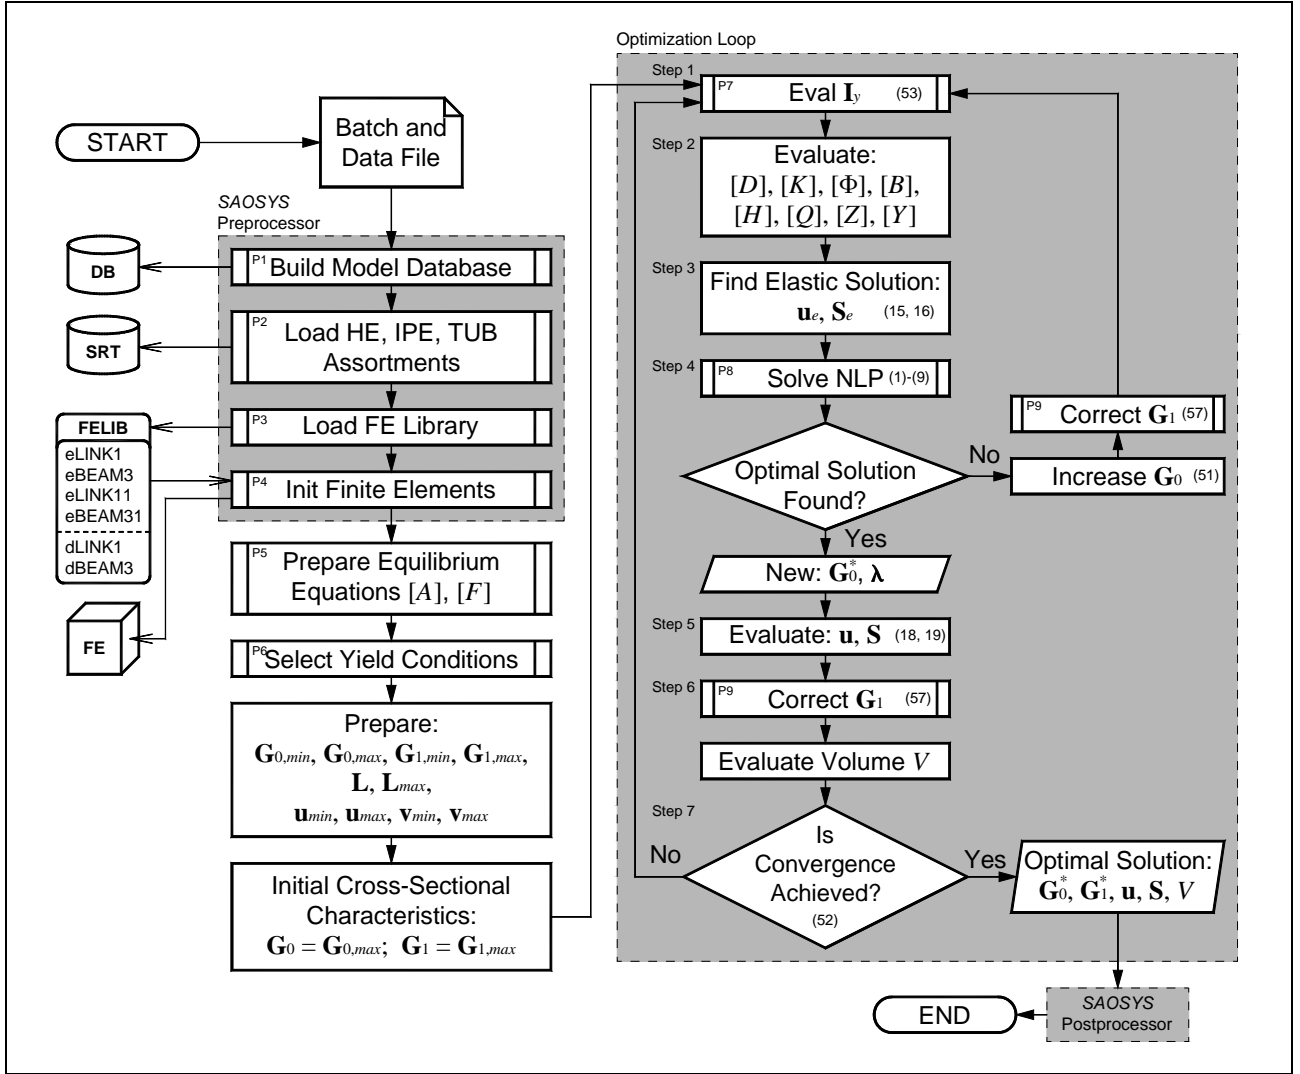 START
Batch and
Data File
SAOSYS
Preprocessor
P1
Build Model Database
DB
P2
Load HE, IPE, TUB
Assortments
SRT
P3
Load FE Library
FELIB
eLINK1
eBEAM3
eLINK11
eBEAM31
dLINK1
dBEAM3
P4
Init Finite Elements
FE
P5
Prepare Equilibrium
Equations [A], [F]
P6
Select Yield Conditions
Prepare:
G0,min, G0,max, G1,min, G1,max,
L, Lmax,
umin, umax, vmin, vmax
Initial Cross-Sectional
Characteristics:
G0 = G0,max; G1 = G1,max
Optimization Loop
Step 1
P7
Eval Iy (53)
Step 2
Evaluate:
[D], [K], [Φ], [B],
[H], [Q], [Z], [Y]
Step 3
Find Elastic Solution:
ue, Se (15, 16)
Step 4
P8
Solve NLP (1)-(9)
Optimal Solution
Found?
No
Increase G0 (51)
P9
Correct G1 (57)
Yes
New: G0*, λ
Step 5
Evaluate: u, S (18, 19)
Step 6
P9
Correct G1 (57)
Evaluate Volume V
Step 7
Is
Convergence
Achieved?
(52)
No
Yes
Optimal Solution:
G0*, G1*, u, S, V
SAOSYS
Postprocessor
END